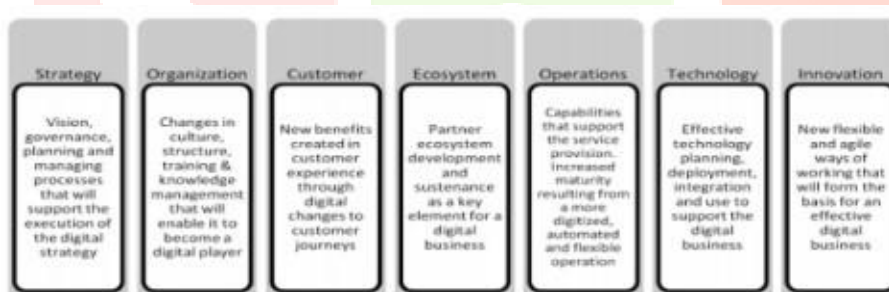 Strategy
Vision,
governance,
planning and
managing
processes
that will
support the
execution of
the digital
strategy
Organization
Changes in
culture,
structure,
training &
knowledge
management
that will
enable it to
become a
digital player
Customer
New benefits
created in
customer
experience
through
digital
changes to
customer
journeys
Ecosystem
Partner
ecosystem
development
and
sustenance
as a key
element for a
digital
business
Operations
Capabilities
that support
the service
provision.
Increased
maturity
resulting from
a more
digitized,
automated
and flexible
operation
Technology
Effective
technology
planning,
deployment,
integration
and use to
support the
digital
business
Innovation
New flexible
and agile
ways of
working that
will form the
basis for an
effective
digital
business